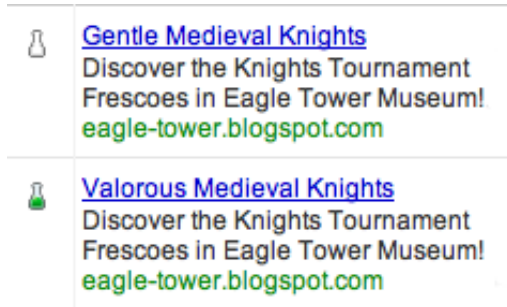 Gentle Medieval Knights
Discover the Knights Tournament
Frescoes in Eagle Tower Museum!
eagle-tower.blogspot.com
Valorous Medieval Knights
Discover the Knights Tournament
Frescoes in Eagle Tower Museum!
eagle-tower.blogspot.com